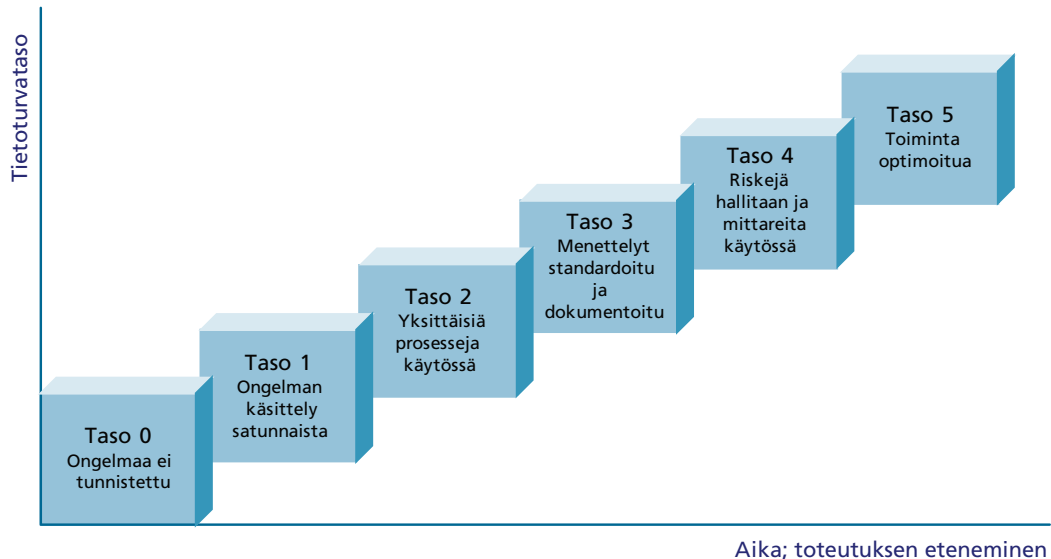 Tietoturvataso
Taso 0
Ongelmaa ei
tunnistettu
Taso 1
Ongelman
käsittely
satunnaista
Taso 2
Yksittäisiä
prosesseja
käytössä
Taso 3
Menettelyt
standardoitu
ja
dokumentoitu
Taso 4
Riskejä
hallitaan ja
mittareita
käytössä
Taso 5
Toiminta
optimoitua
Aika; toteutuksen eteneminen